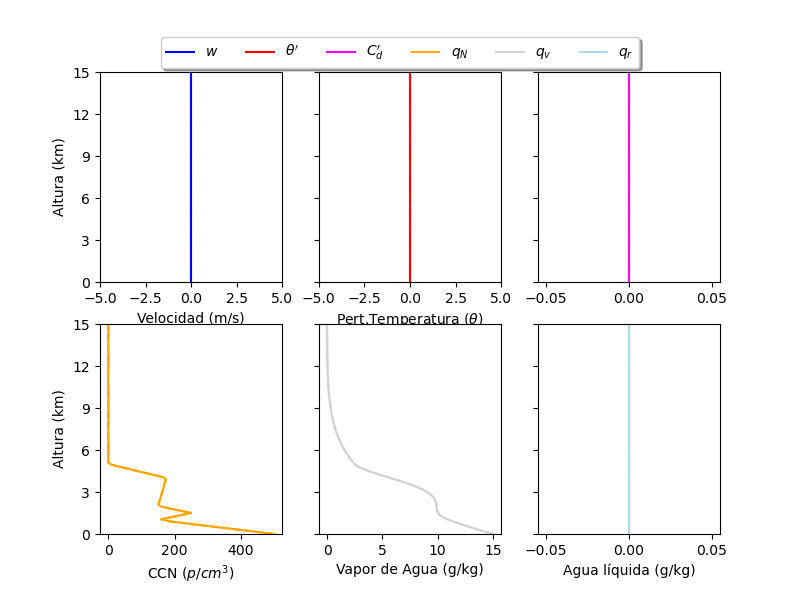 w θ′ C′d qN qv qr
15
12
9
6
3
0
Altura (km)
−5.0 −2.5 0.0 2.5 5.0
Velocidad (m/s)
−5.0 −2.5 0.0 2.5 5.0
Pert.Temperatura (θ)
−0.05 0.00 0.05
15
12
9
6
3
0
Altura (km)
0 200 400
CCN (p/cm³)
0 5 10 15
Vapor de Agua (g/kg)
−0.05 0.00 0.05
Agua líquida (g/kg)